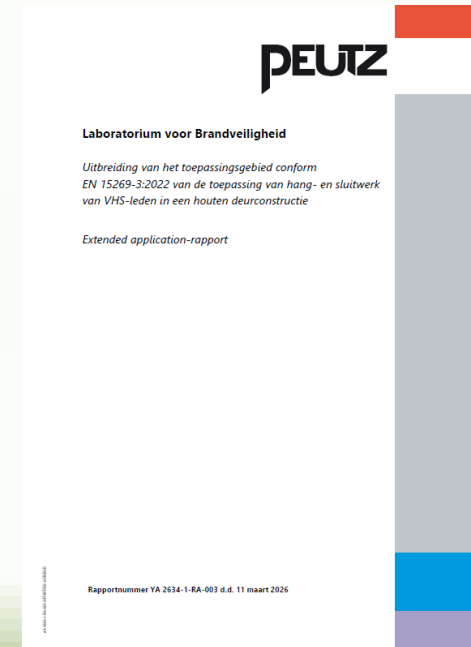 PEUTZ
Laboratorium voor Brandveiligheid
Uitbreiding van het toepassingsgebied conform
EN 15269-3:2022 van de toepassing van hang- en sluitwerk
van VHS-leden in een houten deurconstructie
Extended application-rapport
Rapportnummer YA 2634-1-RA-003 d.d. 11 maart 2026